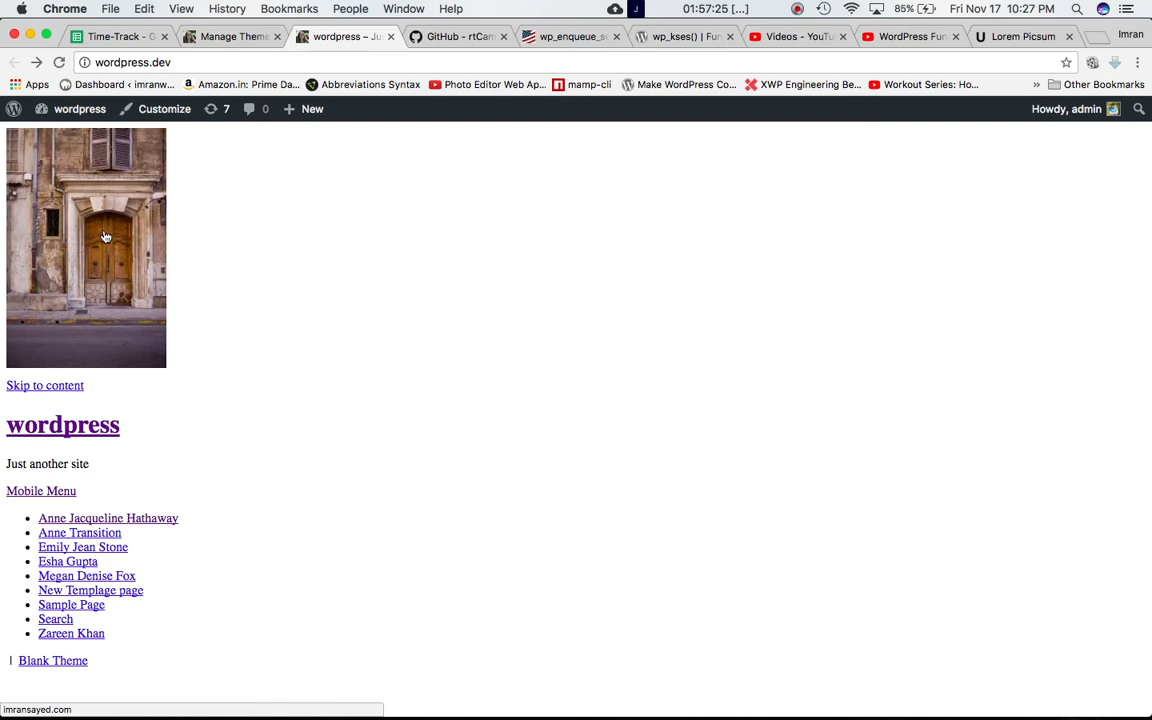 Chrome File Edit View History Bookmarks People Window Help J 01:57:25 [...] 85% Fri Nov 17 10:27 PM
Time-Track - G Manage Theme wordpress – Ju GitHub - rtCam wp_enqueue_sc wp_kses() | Fun Videos - YouTu WordPress Fun Lorem Picsum Imran
wordpress.dev
Apps Dashboard ‹ imranw... Amazon.in: Prime Da... Abbreviations Syntax Photo Editor Web Ap... mamp-cli Make WordPress Co... XWP Engineering Be... Workout Series: Ho... » Other Bookmarks
wordpress Customize 7 0 New Howdy, admin
Skip to content
wordpress
Just another site
Mobile Menu
Anne Jacqueline Hathaway
Anne Transition
Emily Jean Stone
Esha Gupta
Megan Denise Fox
New Templage page
Sample Page
Search
Zareen Khan
| Blank Theme
imransayed.com